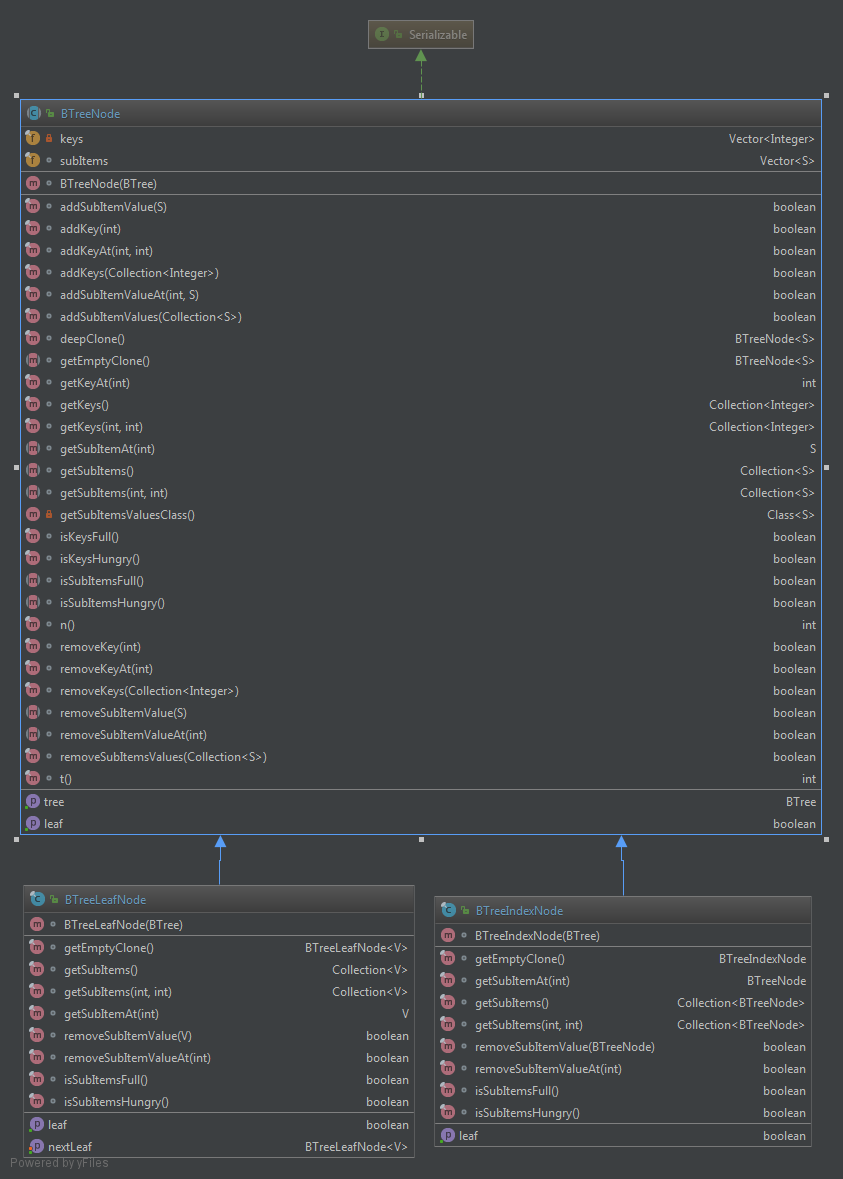 Serializable
BTreeNode
keys Vector<Integer>
subItems Vector<S>
BTreeNode(BTree)
addSubItemValue(S) boolean
addKey(int) boolean
addKeyAt(int, int) boolean
addKeys(Collection<Integer>) boolean
addSubItemValueAt(int, S) boolean
addSubItemValues(Collection<S>) boolean
deepClone() BTreeNode<S>
getEmptyClone() BTreeNode<S>
getKeyAt(int) int
getKeys() Collection<Integer>
getKeys(int, int) Collection<Integer>
getSubItemAt(int) S
getSubItems() Collection<S>
getSubItems(int, int) Collection<S>
getSubItemsValuesClass() Class<S>
isKeysFull() boolean
isKeysHungry() boolean
isSubItemsFull() boolean
isSubItemsHungry() boolean
n() int
removeKey(int) boolean
removeKeyAt(int) boolean
removeKeys(Collection<Integer>) boolean
removeSubItemValue(S) boolean
removeSubItemValueAt(int) boolean
removeSubItemsValues(Collection<S>) boolean
t() int
tree BTree
leaf boolean
BTreeLeafNode
BTreeLeafNode(BTree)
getEmptyClone() BTreeLeafNode<V>
getSubItems() Collection<V>
getSubItems(int, int) Collection<V>
getSubItemAt(int) V
removeSubItemValue(V) boolean
removeSubItemValueAt(int) boolean
isSubItemsFull() boolean
isSubItemsHungry() boolean
leaf boolean
nextLeaf BTreeLeafNode<V>
BTreeIndexNode
BTreeIndexNode(BTree)
getEmptyClone() BTreeIndexNode
getSubItemAt(int) BTreeNode
getSubItems() Collection<BTreeNode>
getSubItems(int, int) Collection<BTreeNode>
removeSubItemValue(BTreeNode) boolean
removeSubItemValueAt(int) boolean
isSubItemsFull() boolean
isSubItemsHungry() boolean
leaf boolean
Powered by yFiles